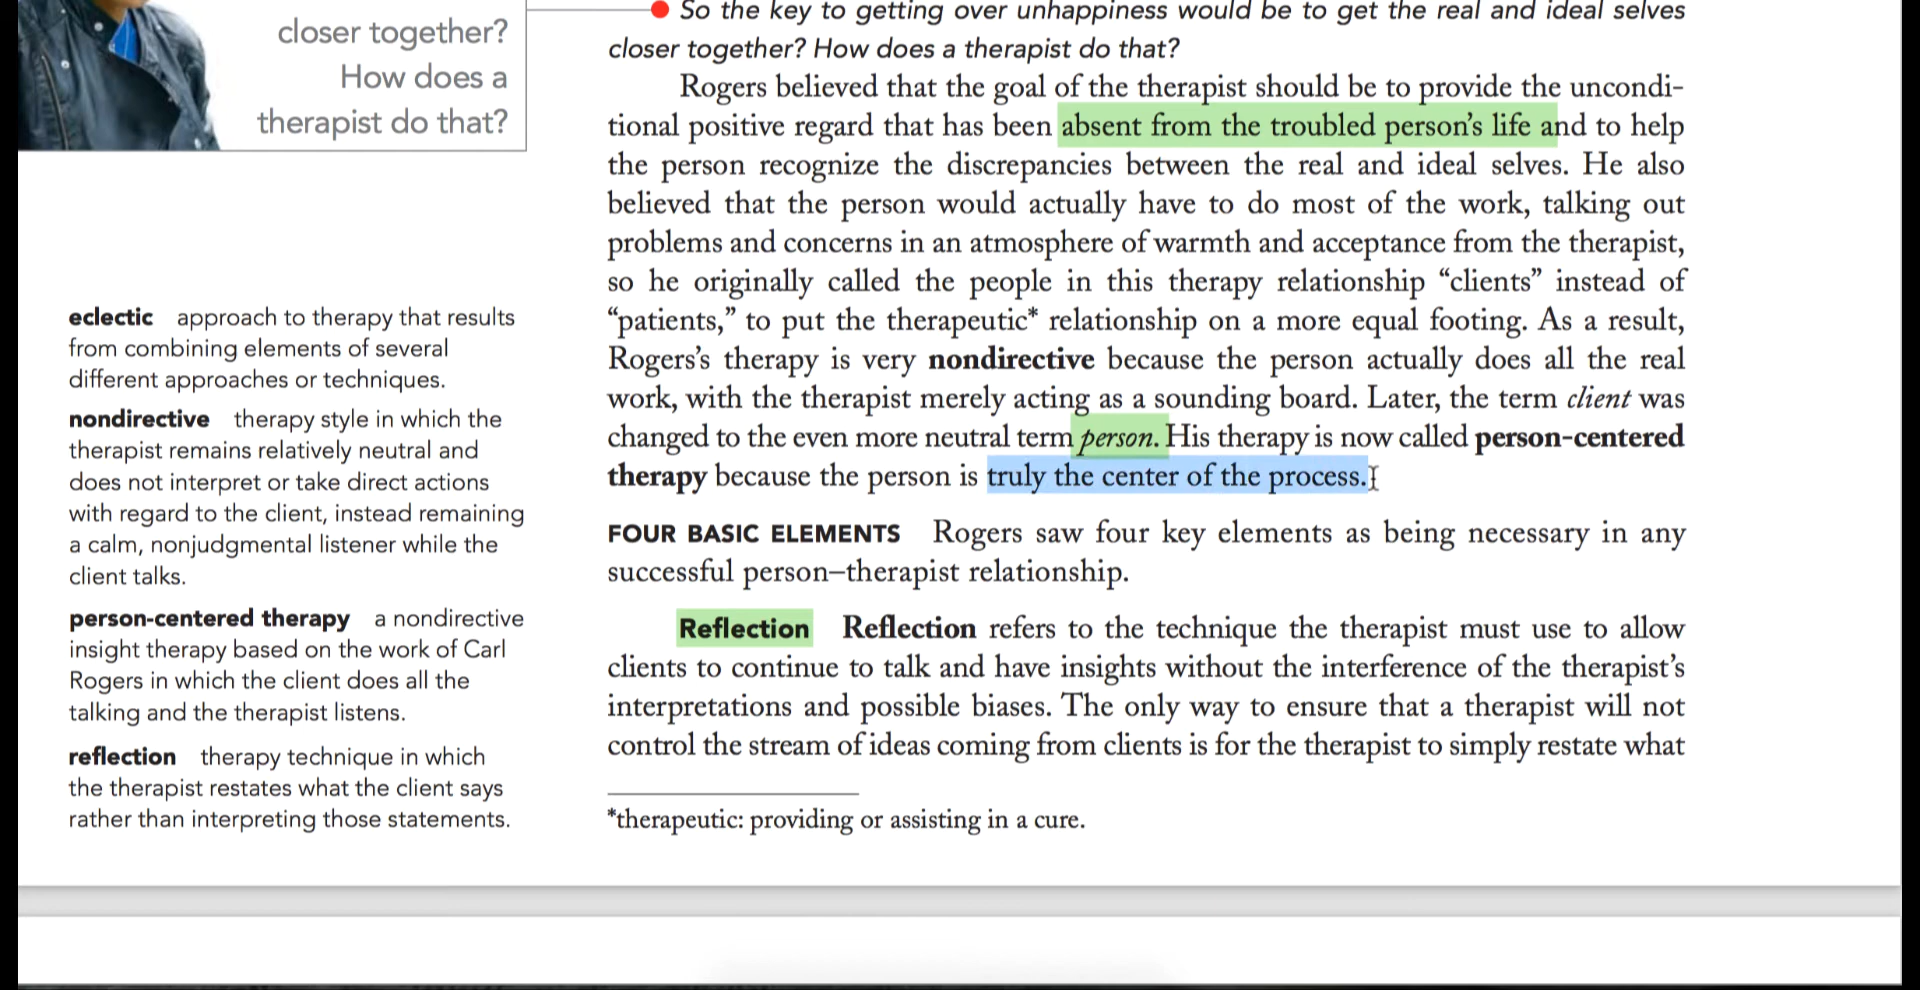 closer together?
How does a
therapist do that?
eclectic approach to therapy that results
from combining elements of several
different approaches or techniques.
nondirective therapy style in which the
therapist remains relatively neutral and
does not interpret or take direct actions
with regard to the client, instead remaining
a calm, nonjudgmental listener while the
client talks.
person-centered therapy a nondirective
insight therapy based on the work of Carl
Rogers in which the client does all the
talking and the therapist listens.
reflection therapy technique in which
the therapist restates what the client says
rather than interpreting those statements.
So the key to getting over unhappiness would be to get the real and ideal selves
closer together? How does a therapist do that?
Rogers believed that the goal of the therapist should be to provide the uncondi-
tional positive regard that has been absent from the troubled person's life and to help
the person recognize the discrepancies between the real and ideal selves. He also
believed that the person would actually have to do most of the work, talking out
problems and concerns in an atmosphere of warmth and acceptance from the therapist,
so he originally called the people in this therapy relationship “clients” instead of
“patients,” to put the therapeutic* relationship on a more equal footing. As a result,
Rogers's therapy is very nondirective because the person actually does all the real
work, with the therapist merely acting as a sounding board. Later, the term client was
changed to the even more neutral term person. His therapy is now called person-centered
therapy because the person is truly the center of the process.
FOUR BASIC ELEMENTS Rogers saw four key elements as being necessary in any
successful person–therapist relationship.
Reflection Reflection refers to the technique the therapist must use to allow
clients to continue to talk and have insights without the interference of the therapist's
interpretations and possible biases. The only way to ensure that a therapist will not
control the stream of ideas coming from clients is for the therapist to simply restate what
*therapeutic: providing or assisting in a cure.